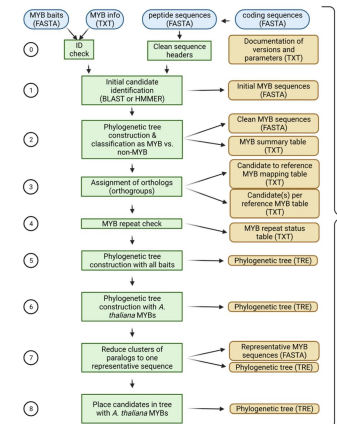 MYB baits
(FASTA)
MYB info
(TXT)
peptide sequences
(FASTA)
coding sequences
(FASTA)
0
ID
check
Clean sequence
headers
Documentation of
versions and
parameters (TXT)
1
Initial candidate
identification
(BLAST or HMMER)
Initial MYB sequences
(FASTA)
2
Phylogenetic tree
construction &
classification as MYB vs.
non-MYB
Clean MYB sequences
(FASTA)
MYB summary table
(TXT)
3
Assignment of orthologs
(orthogroups)
Candidate to reference
MYB mapping table
(TXT)
Candidate(s) per
reference MYB table
(TXT)
4
MYB repeat check
MYB repeat status
table (TXT)
5
Phylogenetic tree
construction with all baits
Phylogenetic tree (TRE)
6
Phylogenetic tree
construction with A.
thaliana MYBs
Phylogenetic tree (TRE)
7
Reduce clusters of
paralogs to one
representative sequence
Representative MYB
sequences (FASTA)
Phylogenetic tree (TRE)
8
Place candidates in tree
with A. thaliana MYBs
Phylogenetic tree (TRE)